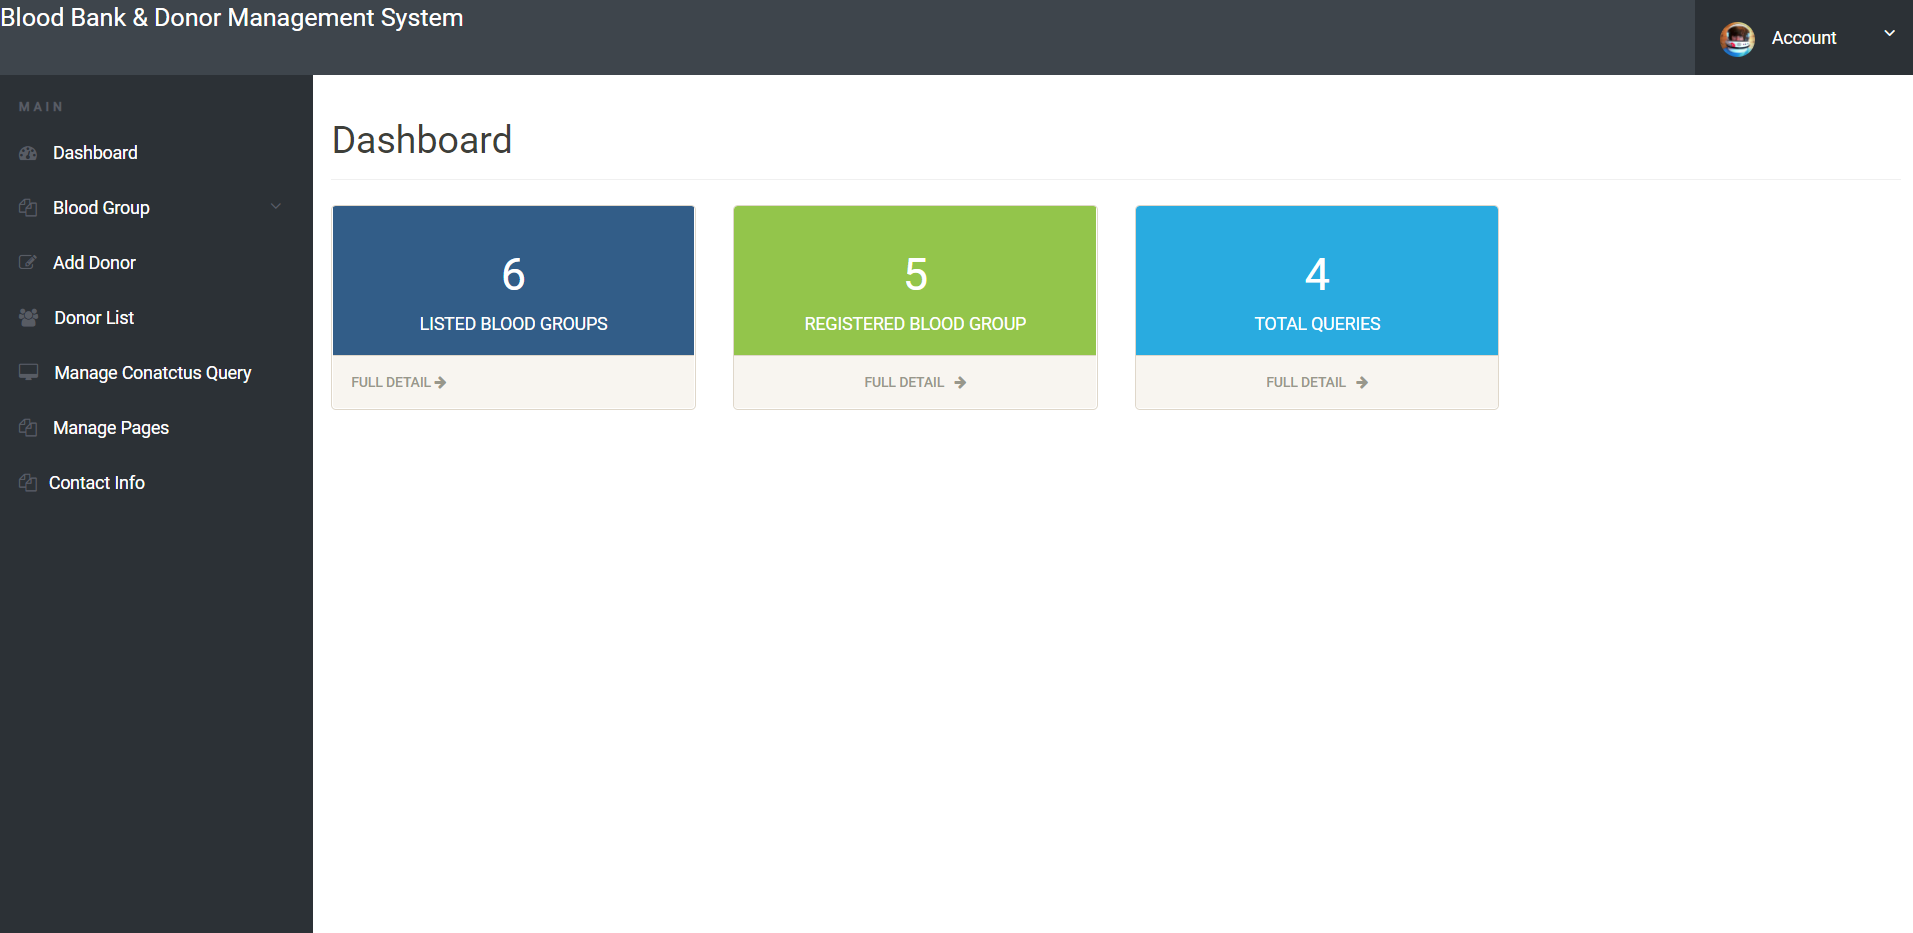 Blood Bank & Donor Management System
Account
MAIN
Dashboard
Blood Group
Add Donor
Donor List
Manage Conatctus Query
Manage Pages
Contact Info
Dashboard
6
LISTED BLOOD GROUPS
FULL DETAIL
5
REGISTERED BLOOD GROUP
FULL DETAIL
4
TOTAL QUERIES
FULL DETAIL